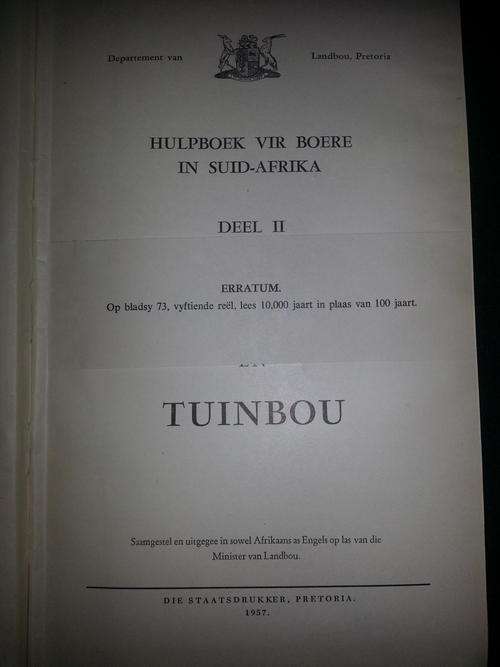 Departement van Landbou, Pretoria
HULPBOEK VIR BOERE
IN SUID-AFRIKA
DEEL II
ERRATUM.
Op bladsy 73, vyftiende reël, lees 10,000 jaart in plaas van 100 jaart.
TUINBOU
Saamgestel en uitgegee in sowel Afrikaans as Engels op las van die
Minister van Landbou.
DIE STAATSDRUKKER, PRETORIA.
1957.